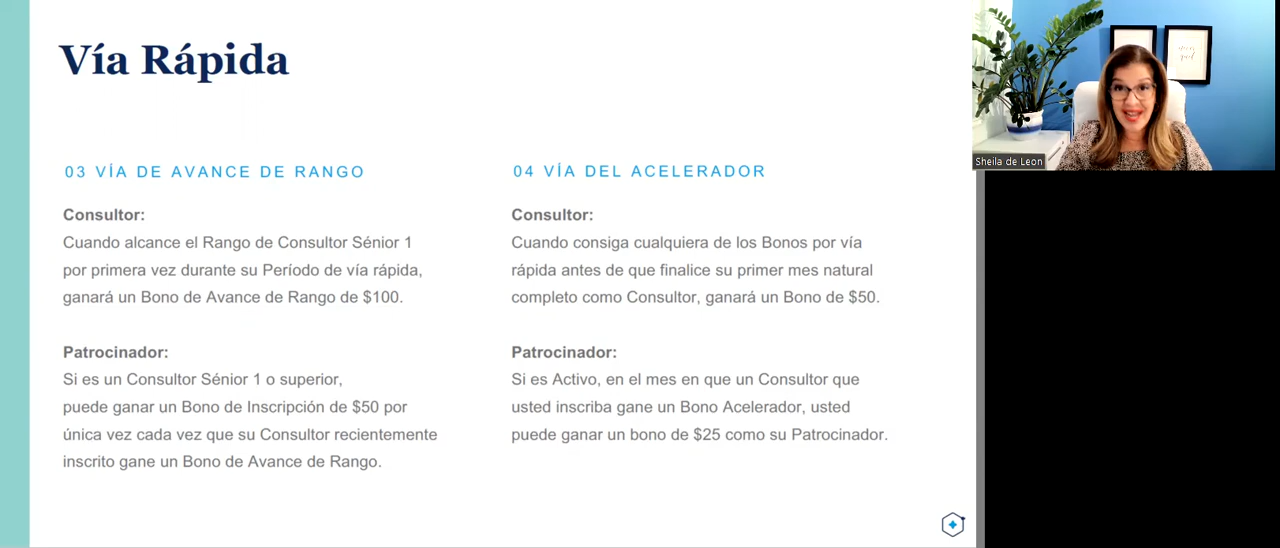 Vía Rápida
03 VÍA DE AVANCE DE RANGO
Consultor:
Cuando alcance el Rango de Consultor Sénior 1
por primera vez durante su Período de vía rápida,
ganará un Bono de Avance de Rango de $100.
Patrocinador:
Si es un Consultor Sénior 1 o superior,
puede ganar un Bono de Inscripción de $50 por
única vez cada vez que su Consultor recientemente
inscrito gane un Bono de Avance de Rango.
04 VÍA DEL ACELERADOR
Consultor:
Cuando consiga cualquiera de los Bonos por vía
rápida antes de que finalice su primer mes natural
completo como Consultor, ganará un Bono de $50.
Patrocinador:
Si es Activo, en el mes en que un Consultor que
usted inscriba gane un Bono Acelerador, usted
puede ganar un bono de $25 como su Patrocinador.
Sheila de Leon